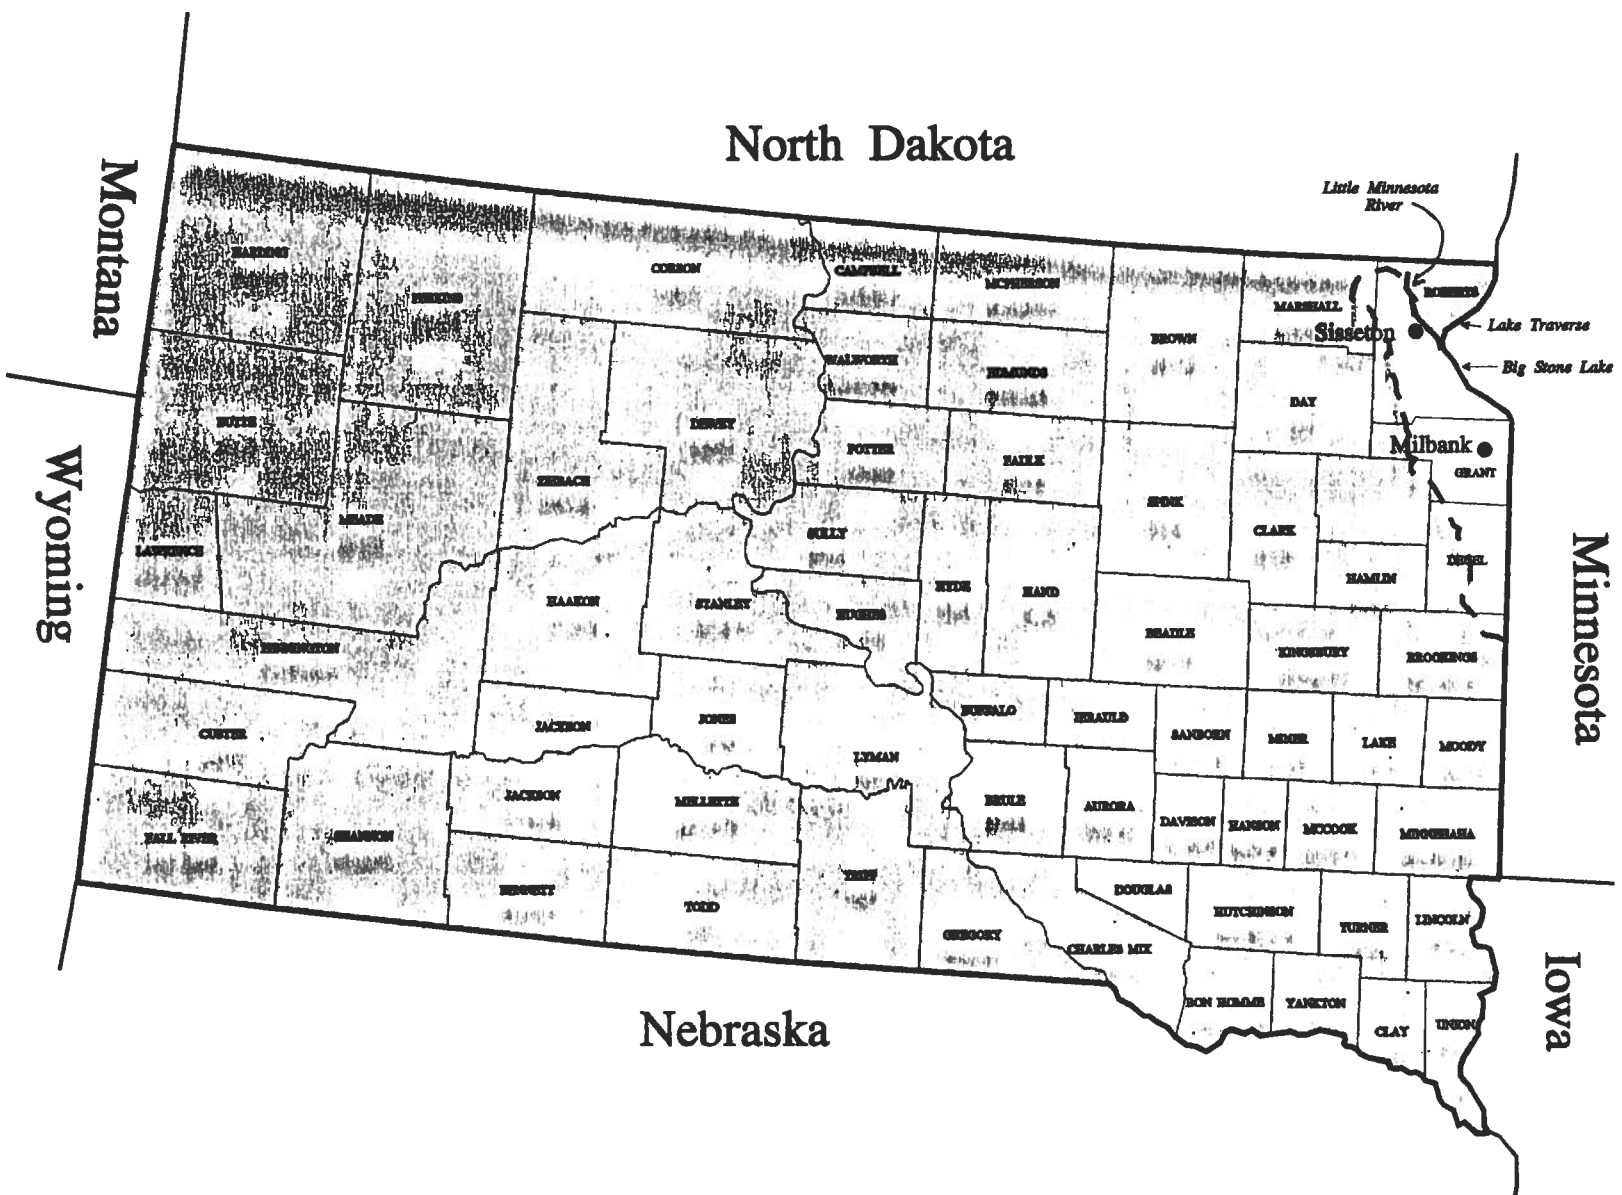 North Dakota
Little Minnesota
River
Montana
HARDING
PERKINS
CORSON
CAMPBELL
MCPHERSON
MARSHALL
ROBERTS
Sisseton
Lake Traverse
BROWN
WALWORTH
EDMUNDS
Big Stone Lake
DAY
BUTTE
DEWEY
POTTER
FAULK
Milbank
GRANT
Wyoming
ZIEBACH
SPINK
MEADE
LAWRENCE
SULLY
CLARK
DEUEL
HAMLIN
Minnesota
HAAKON
STANLEY
HUGHES
HYDE
HAND
BEADLE
PENNINGTON
KINGSBURY
BROOKINGS
CUSTER
JACKSON
JONES
BUFFALO
JERAULD
SANBORN
MINER
LAKE
MOODY
LYMAN
JACKSON
MELLETTE
BRULE
AURORA
DAVISON
HANSON
MCCOOK
MINNEHAHA
FALL RIVER
SHANNON
BENNETT
TODD
TRIPP
DOUGLAS
HUTCHINSON
TURNER
LINCOLN
GREGORY
CHARLES MIX
BON HOMME
YANKTON
CLAY
UNION
Iowa
Nebraska